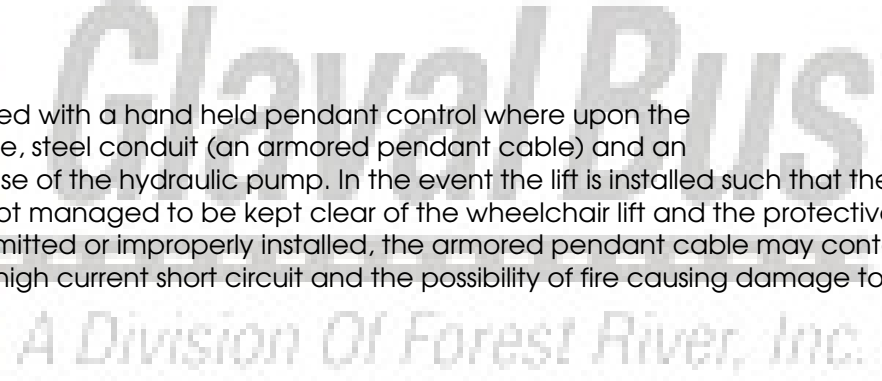 Glaval Bus
ed with a hand held pendant control where upon the
e, steel conduit (an armored pendant cable) and an
se of the hydraulic pump. In the event the lift is installed such that the
ot managed to be kept clear of the wheelchair lift and the protective
mitted or improperly installed, the armored pendant cable may cont
high current short circuit and the possibility of fire causing damage to
A Division Of Forest River, Inc.